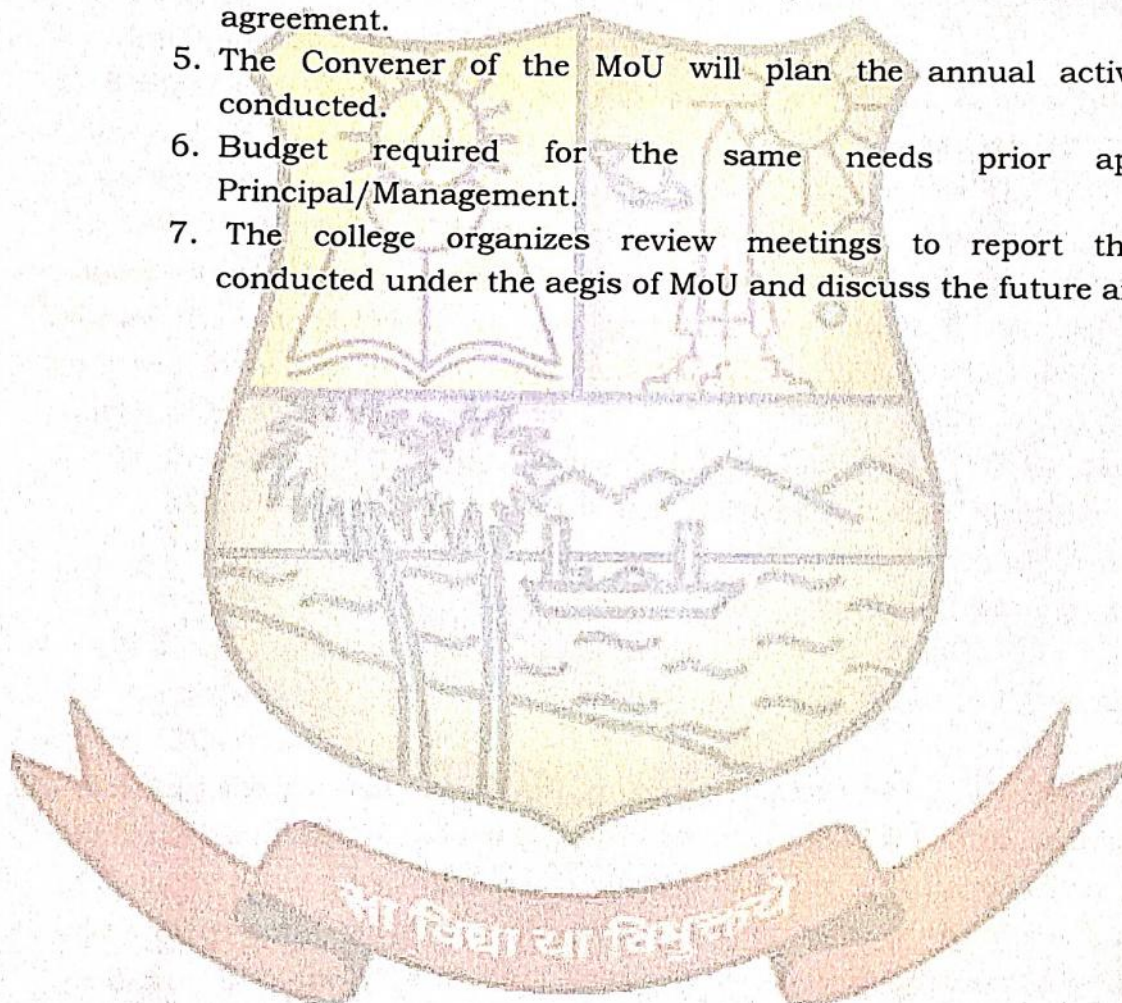 agreement.
5. The Convener of the MoU will plan the annual activ
conducted.
6. Budget required for the same needs prior ap
Principal/Management.
7. The college organizes review meetings to report th
conducted under the aegis of MoU and discuss the future a
सा विद्या या विमुक्तये